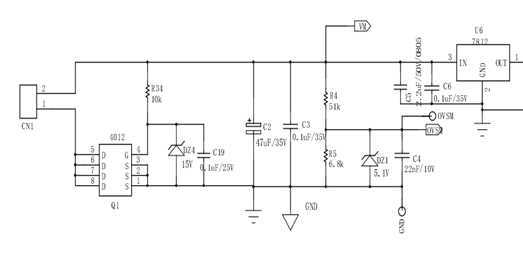 VM
U6
7812
3 IN OUT 1
GND
2
C5
2.2uF/50V/0805
C6
0.1uF/35V
2
1
CN1
R34
10k
C2
47uF/35V
C3
0.1uF/35V
R4
51k
OVSM
OVSM
4012
5 D G 4
6 D S 3
7 D S 2
8 D S 1
Q1
DZ4
15V
C19
0.1uF/25V
R5
6.8k
DZ1
5.1V
C4
22nF/10V
GND
GND